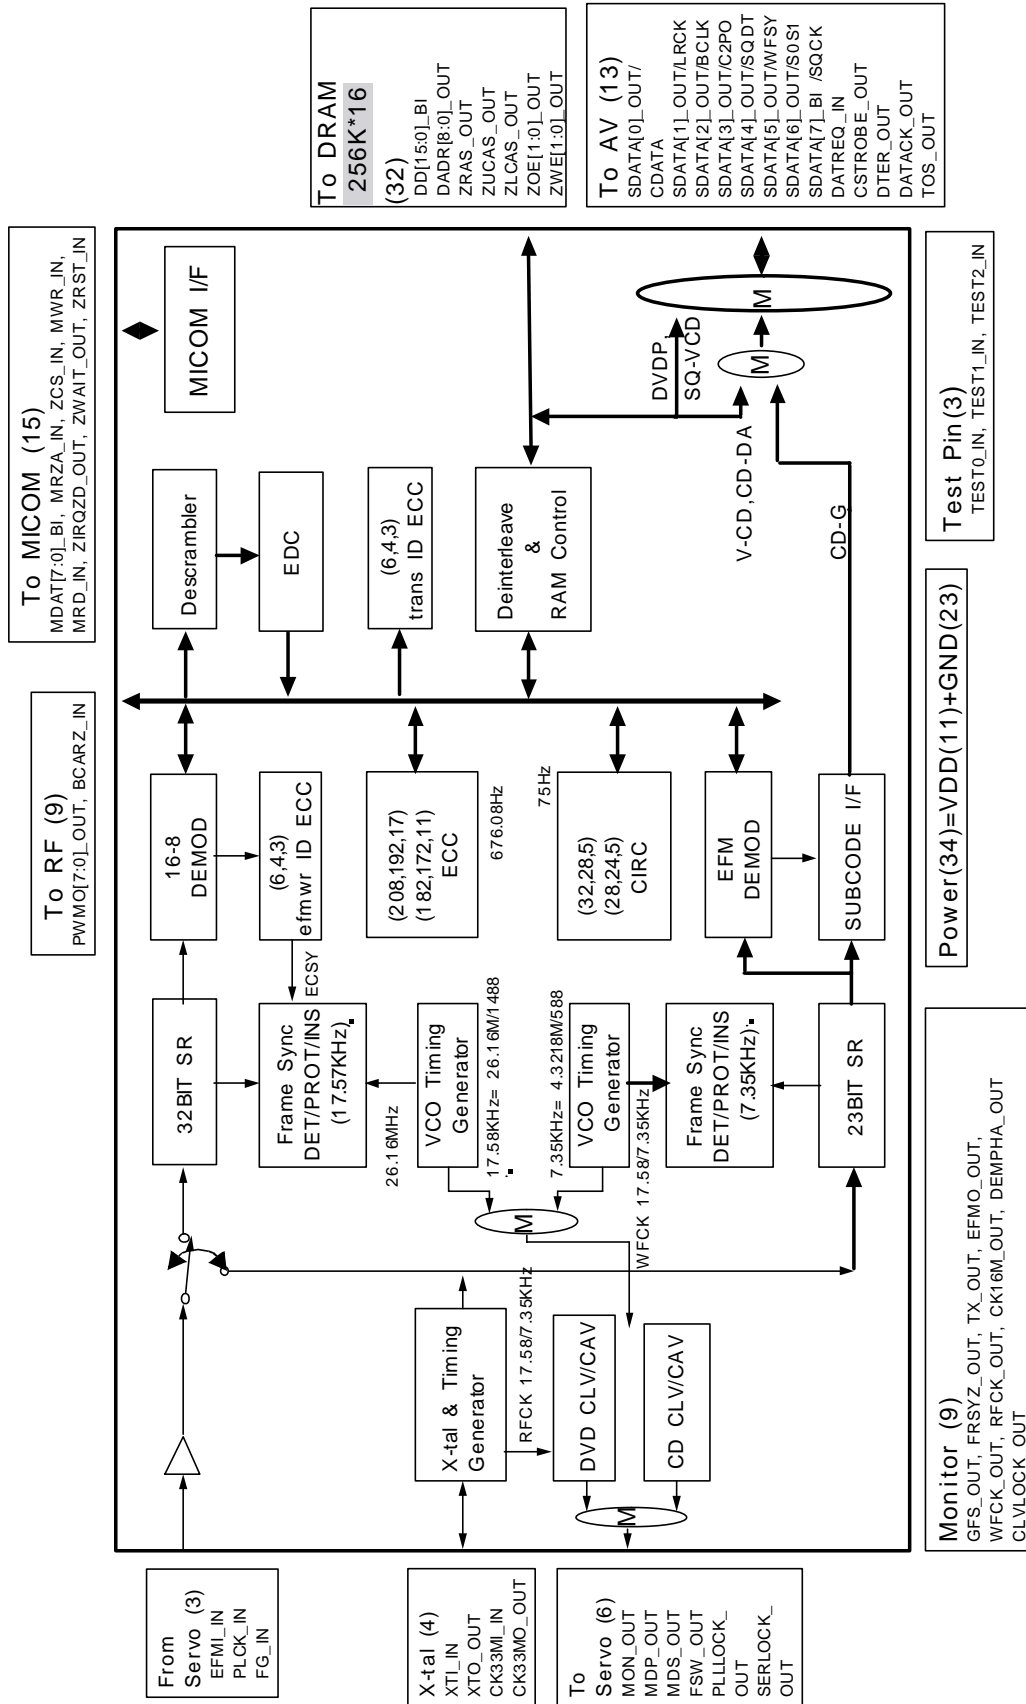 To MICOM (15)
MDAT[7:0]_BI, MRZA_IN, ZCS_IN, MWR_IN,
MRD_IN, ZIRQZD_OUT, ZWAIT_OUT, ZRST_IN
To RF (9)
PWMO[7:0]_OUT, BCARZ_IN
From
Servo (3)
EFMI_IN
PLCK_IN
FG_IN
X-tal (4)
XTI_IN
XTO_OUT
CK33MI_IN
CK33MO_OUT
To
Servo (6)
MON_OUT
MDP_OUT
MDS_OUT
FSW_OUT
PLLLOCK_
OUT
SERLOCK_
OUT
32BIT SR
16-8
DEMOD
Descrambler
MICOM I/F
Frame Sync
DET/PROT/INS
(17.57KHz)
ECSY
(6,4,3)
efmwr ID ECC
EDC
26.16MHz
X-tal & Timing
Generator
VCO Timing
Generator
(208,192,17)
(182,172,11)
ECC
(6,4,3)
trans ID ECC
17.58KHz= 26.16M/1488
676.08Hz
RFCK 17.58/7.35KHz
M
Deinterleave
&
RAM Control
7.35KHz= 4.3218M/588
75Hz
DVD CLV/CAV
VCO Timing
Generator
(32,28,5)
(28,24,5)
CIRC
WFCK 17.58/7.35KHz
M
CD CLV/CAV
Frame Sync
DET/PROT/INS
(7.35KHz)
EFM
DEMOD
DVDP,
SQ-VCD
V-CD,CD-DA
M
M
23BIT SR
SUBCODE I/F
CD-G
To DRAM
256K*16
(32)
DD[15:0]_BI
DADR[8:0]_OUT
ZRAS_OUT
ZUCAS_OUT
ZLCAS_OUT
ZOE[1:0]_OUT
ZWE[1:0]_OUT
To AV (13)
SDATA[0]_OUT/
CDATA
SDATA[1]_OUT/LRCK
SDATA[2]_OUT/BCLK
SDATA[3]_OUT/C2PO
SDATA[4]_OUT/SQDT
SDATA[5]_OUT/WFSY
SDATA[6]_OUT/S0S1
SDATA[7]_BI /SQCK
DATREQ_IN
CSTROBE_OUT
DTER_OUT
DATACK_OUT
TOS_OUT
Monitor (9)
GFS_OUT, FRSYZ_OUT, TX_OUT, EFMO_OUT,
WFCK_OUT, RFCK_OUT, CK16M_OUT, DEMPHA_OUT
CLVLOCK OUT
Power(34)=VDD(11)+GND(23)
Test Pin(3)
TEST0_IN, TEST1_IN, TEST2_IN